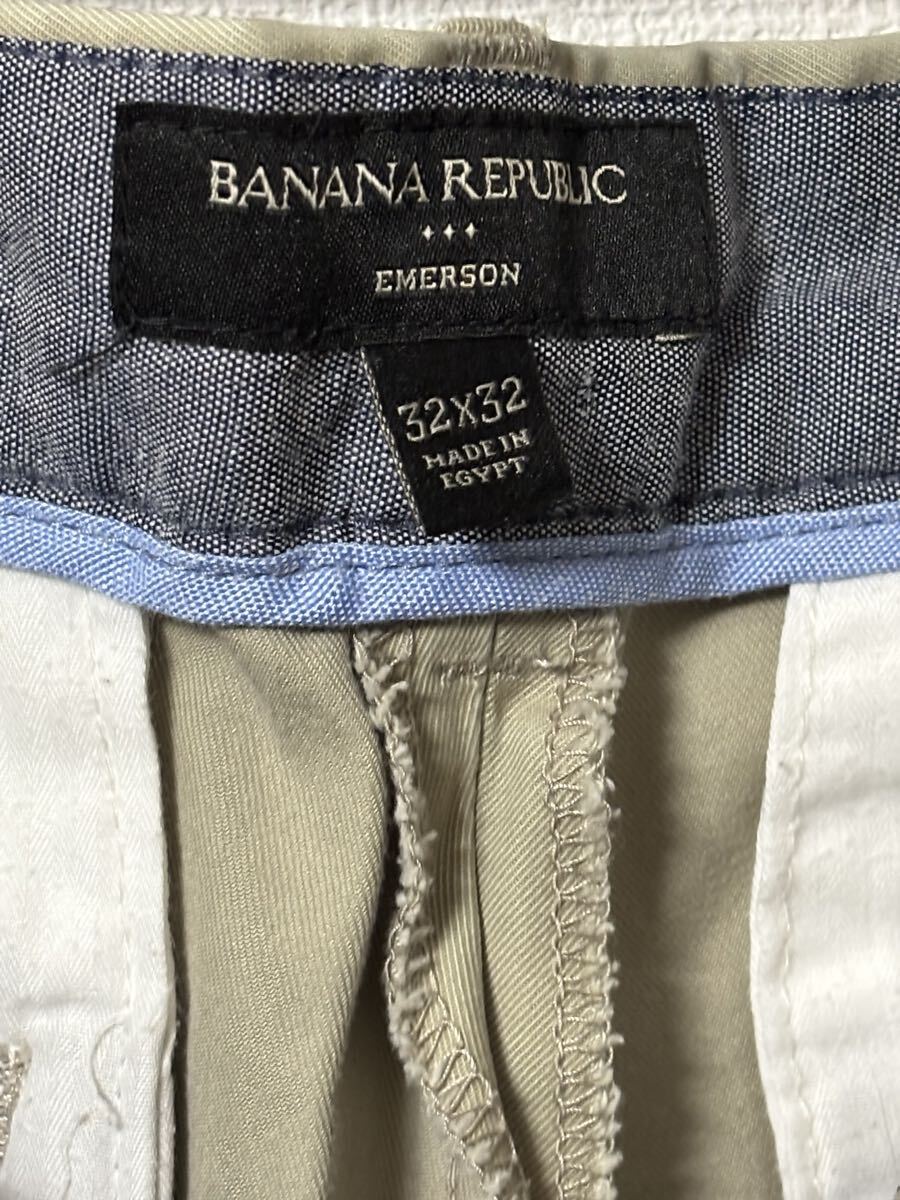 BANANA REPUBLIC
EMERSON
32X32
MADE IN
EGYPT